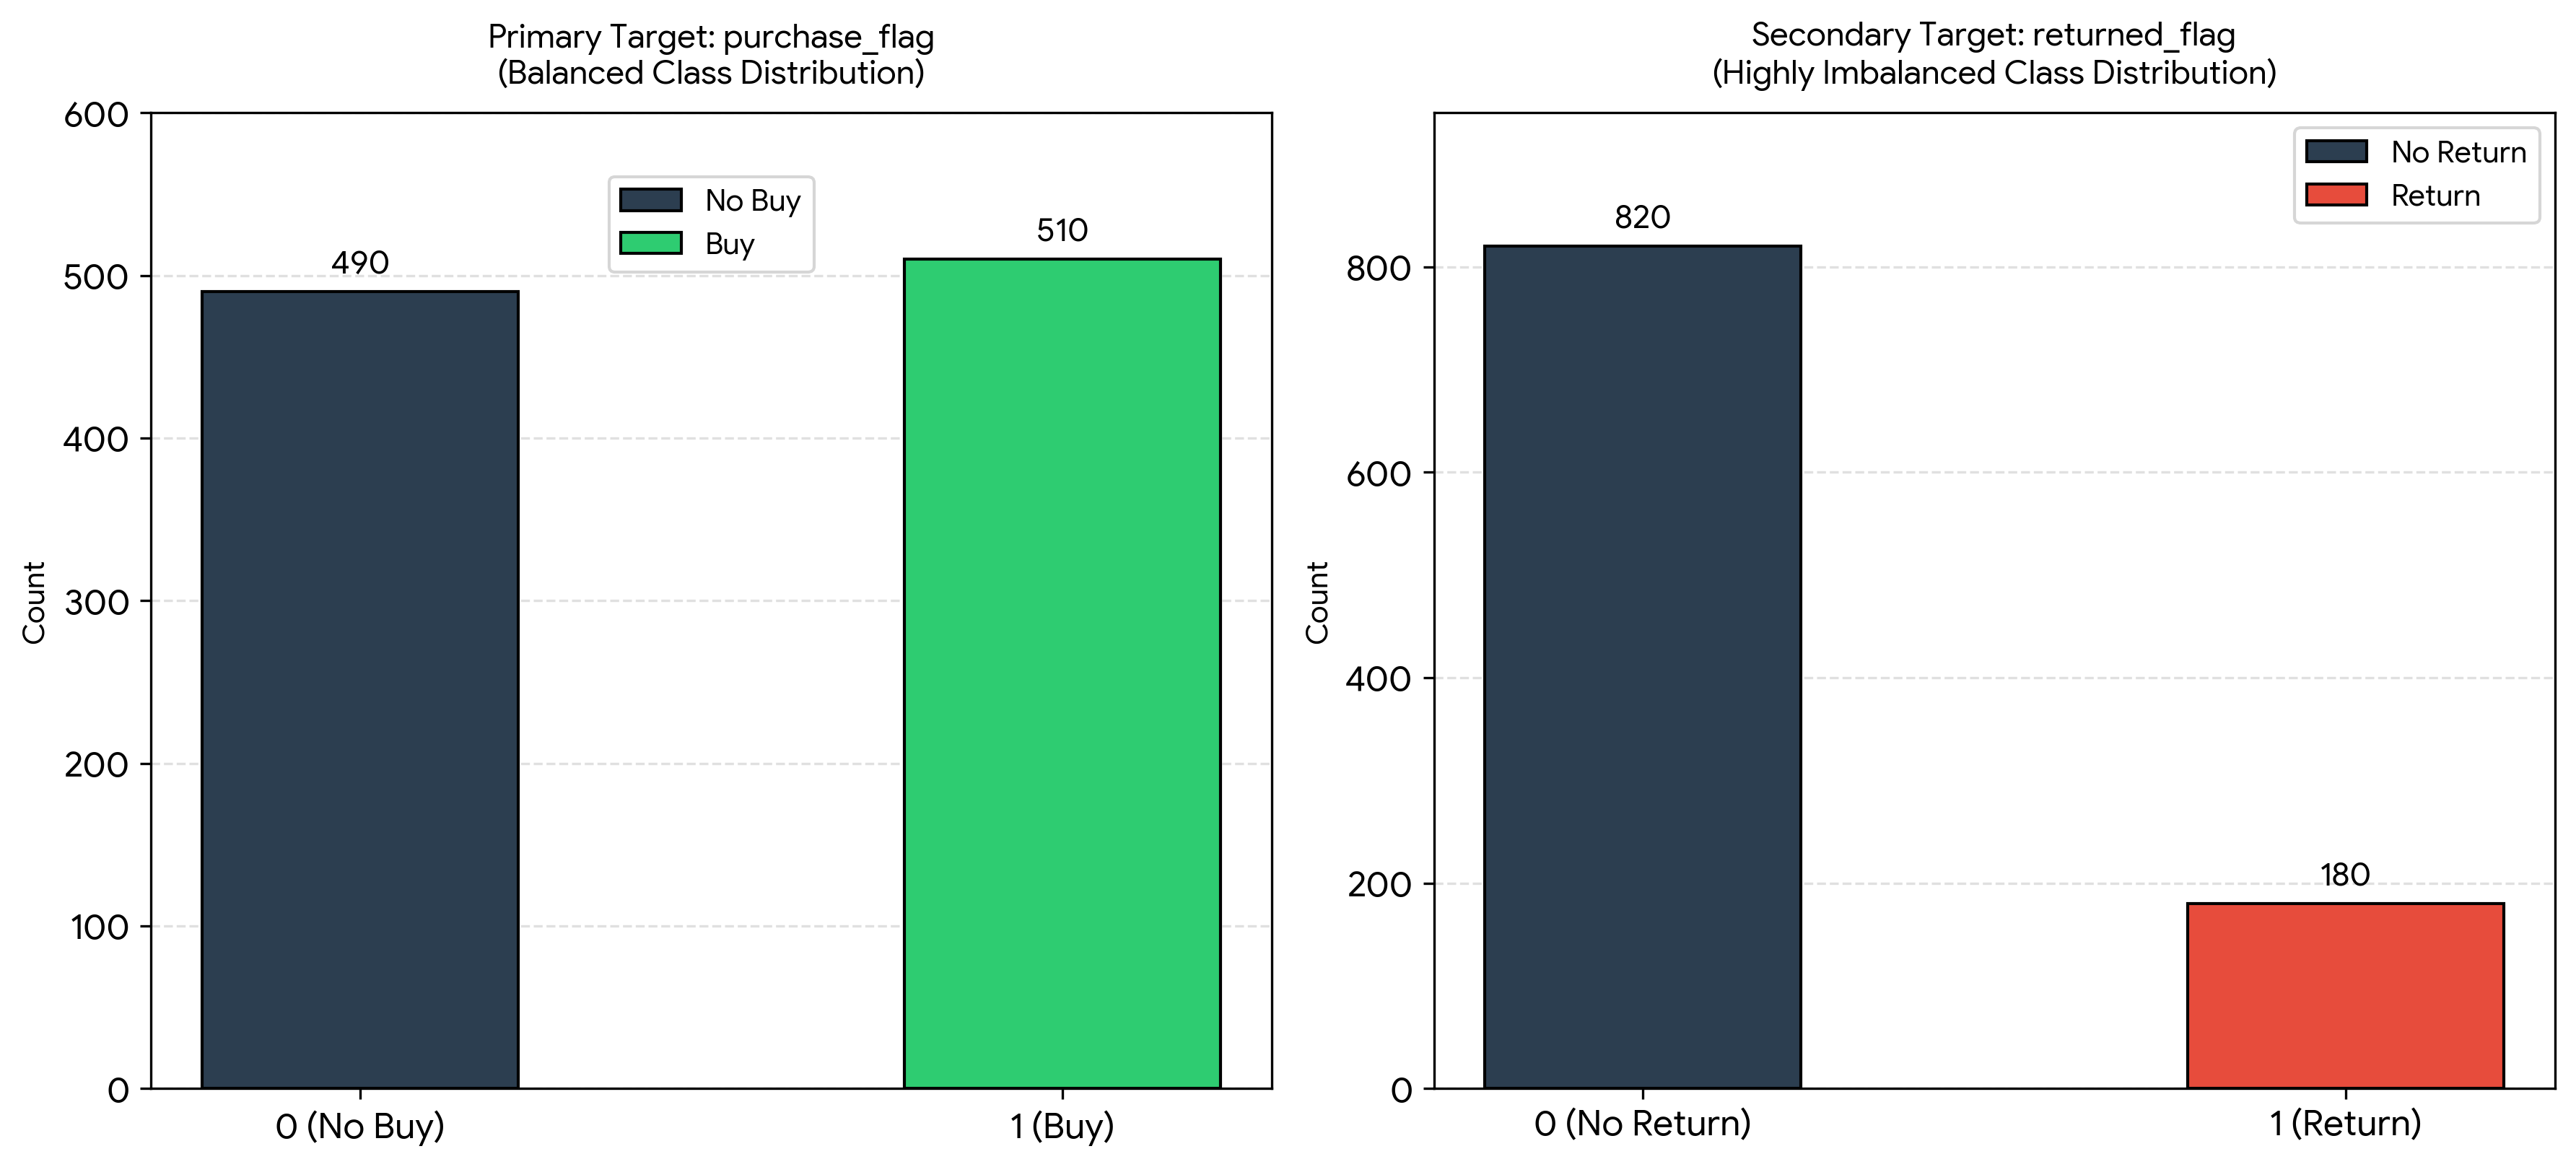 Primary Target: purchase_flag
(Balanced Class Distribution)
600
500
400
300
200
100
0
Count
No Buy
Buy
490
510
0 (No Buy)
1 (Buy)
Secondary Target: returned_flag
(Highly Imbalanced Class Distribution)
800
600
400
200
0
Count
No Return
Return
820
180
0 (No Return)
1 (Return)